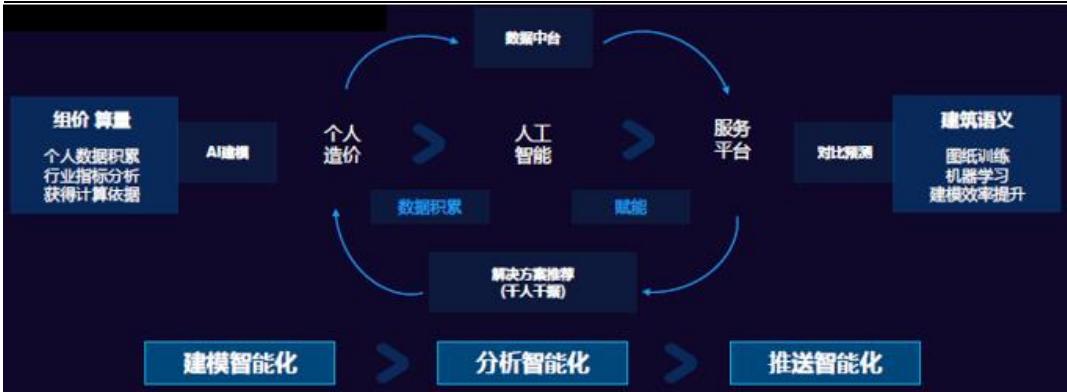 数据中台
组价 算量
个人数据积累
行业指标分析
获得计算依据
AI建模
个人
造价
人工
智能
服务
平台
对比预测
建筑语义
图纸训练
机器学习
建模效率提升
数据积累
赋能
解决方案推荐
(千人千据)
建模智能化
分析智能化
推送智能化